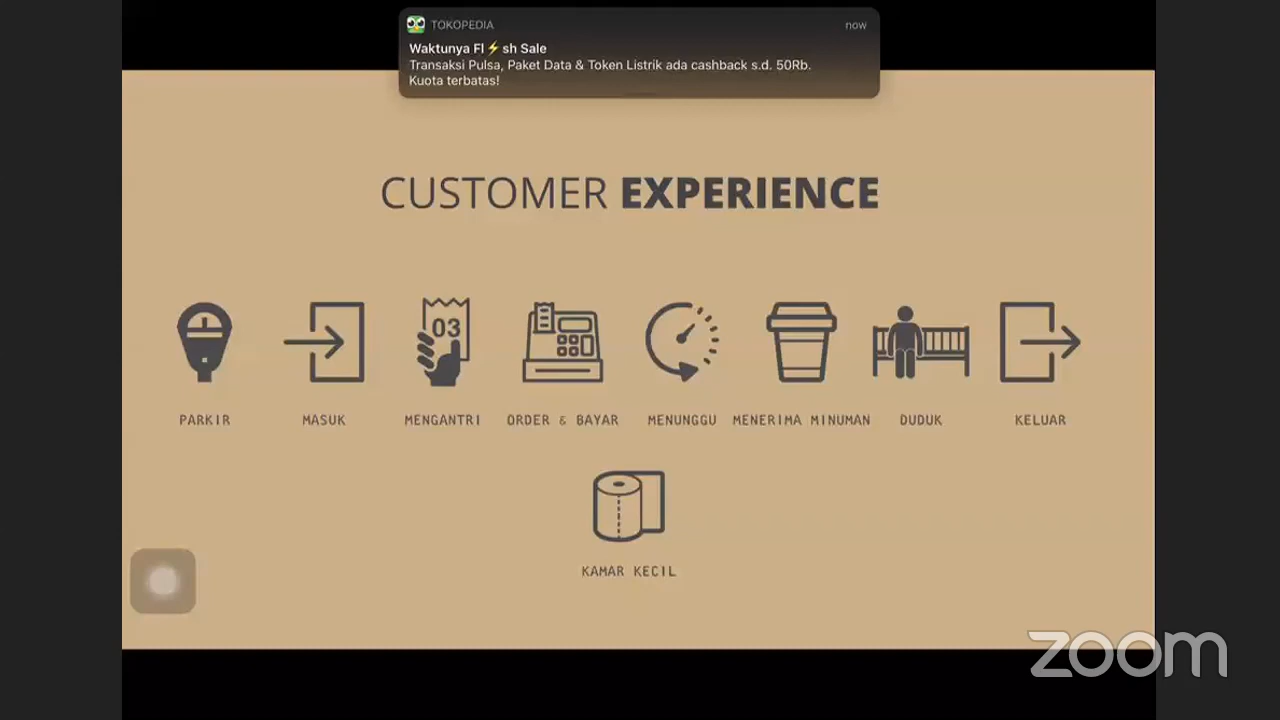 TOKOPEDIA now
Waktunya Fl⚡sh Sale
Transaksi Pulsa, Paket Data & Token Listrik ada cashback s.d. 50Rb.
Kuota terbatas!
CUSTOMER EXPERIENCE
03
PARKIR MASUK MENGANTRI ORDER & BAYAR MENUNGGU MENERIMA MINUMAN DUDUK KELUAR
KAMAR KECIL
zoom